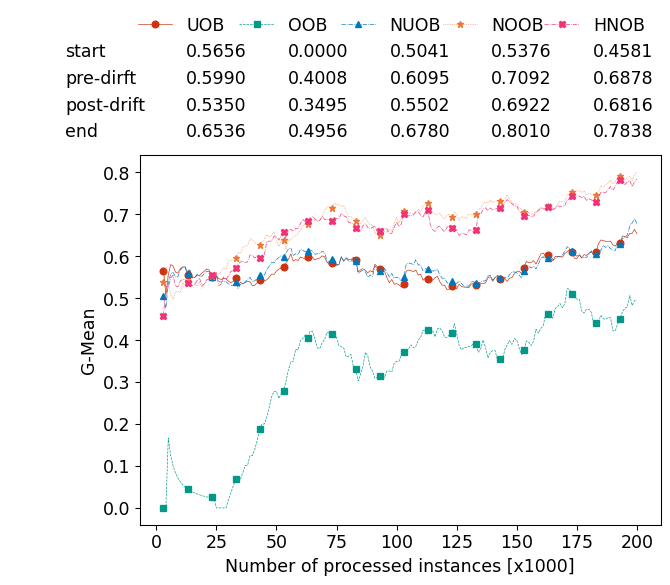 UOB OOB NUOB NOOB HNOB
start 0.5656 0.0000 0.5041 0.5376 0.4581
pre-dirft 0.5990 0.4008 0.6095 0.7092 0.6878
post-drift 0.5350 0.3495 0.5502 0.6922 0.6816
end 0.6536 0.4956 0.6780 0.8010 0.7838
0.8
0.7
0.6
0.5
0.4
0.3
0.2
0.1
0.0
G-Mean
0 25 50 75 100 125 150 175 200
Number of processed instances [x1000]